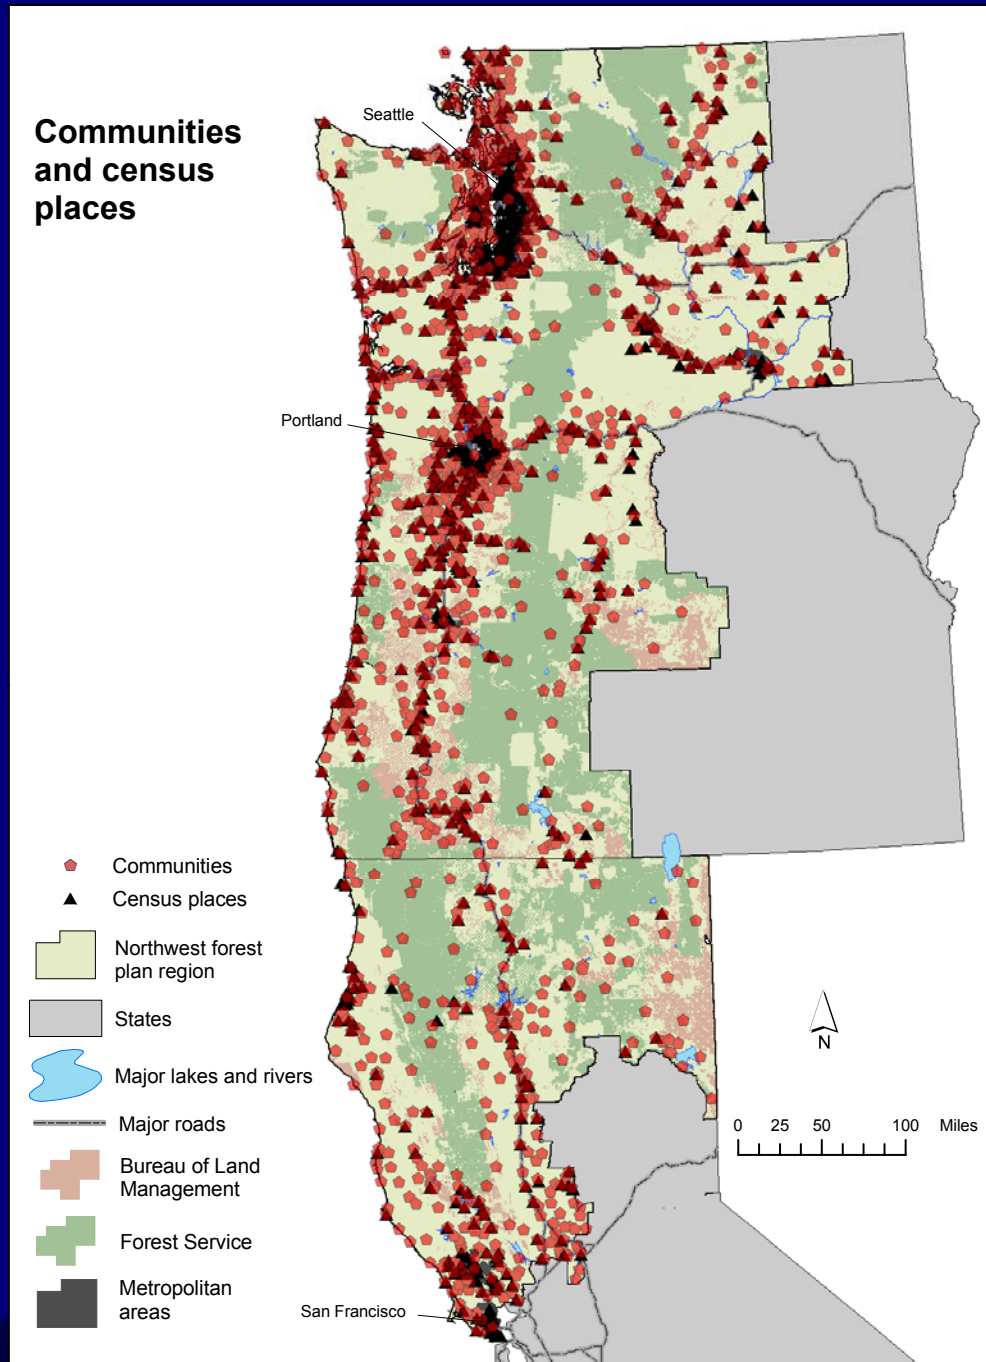 Communities
and census
places
Seattle
Portland
Communities
Census places
Northwest forest
plan region
States
Major lakes and rivers
Major roads
Bureau of Land
Management
Forest Service
Metropolitan
areas
San Francisco
N
0 25 50 100 Miles